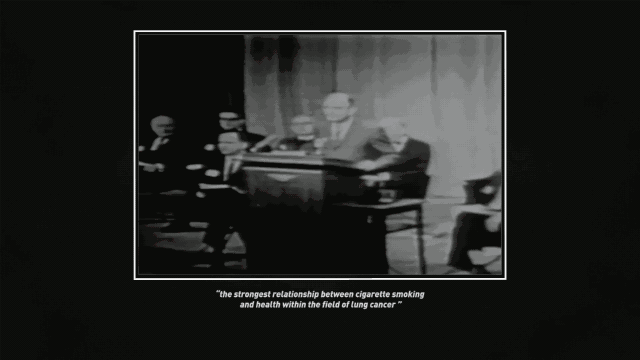 "the strongest relationship between cigarette smoking
and health within the field of lung cancer "